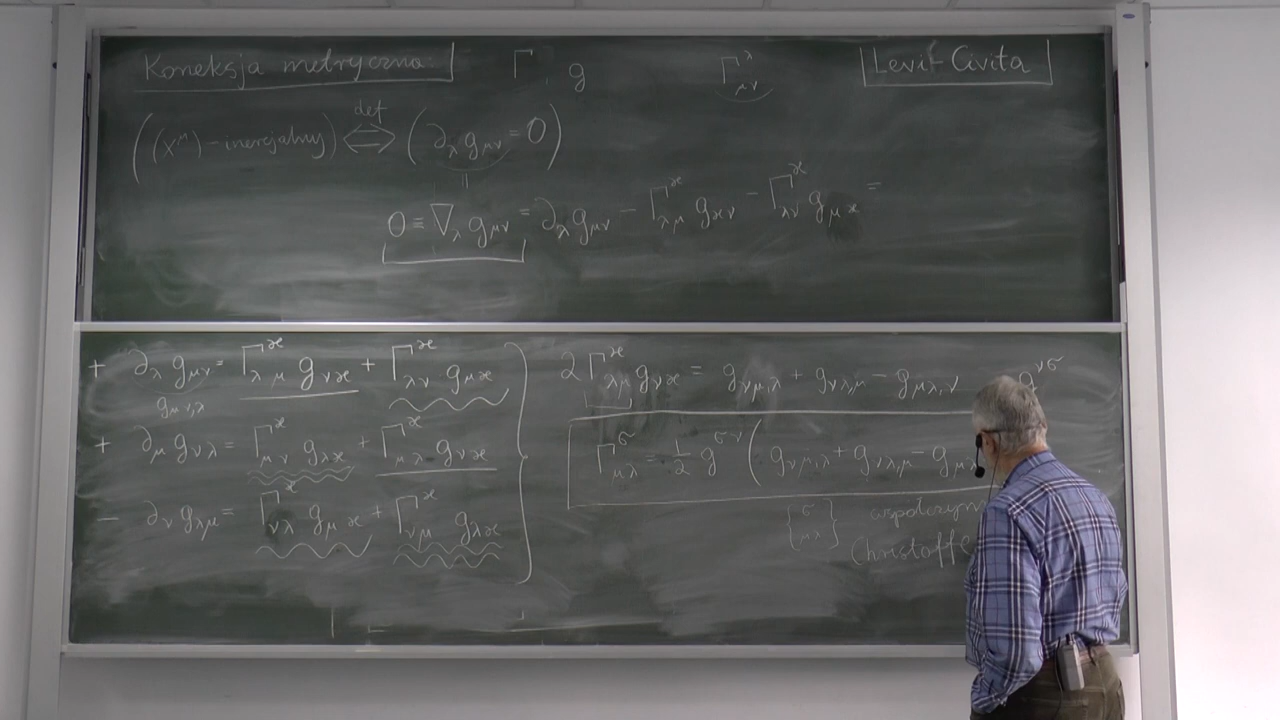 Koneksja metryczna: Γ, g Γ^λ_{μν} Levi-Civita
((x^μ) - inercjalny) ⟺^{def} (∂_λ g_{μν} = 0)
||
0 ≡ ∇_λ g_{μν} = ∂_λ g_{μν} − Γ^ϰ_{λμ} g_{ϰν} − Γ^ϰ_{λν} g_{μϰ} =
+ ∂_λ g_{μν} = Γ^ϰ_{λμ} g_{νϰ} + Γ^ϰ_{λν} g_{μϰ}
g_{μν,λ}
+ ∂_μ g_{νλ} = Γ^ϰ_{μν} g_{λϰ} + Γ^ϰ_{μλ} g_{νϰ}
− ∂_ν g_{λμ} = Γ^ϰ_{νλ} g_{μϰ} + Γ^ϰ_{νμ} g_{λϰ}
2Γ^ϰ_{λμ} g_{νϰ} = g_{νμ,λ} + g_{νλ,μ} − g_{μλ,ν} g^{νσ}
Γ^σ_{μλ} = 1/2 g^{σν} (g_{νμ,λ} + g_{νλ,μ} − g_{μλ
{σ μλ} współczyn
Christoffe